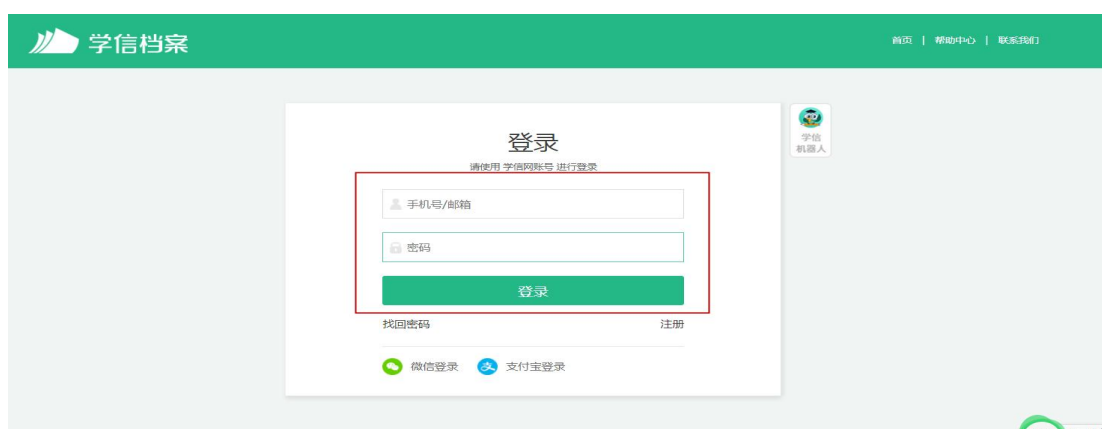 学信档案
首页 | 帮助中心 | 联系我们
登录
请使用 学信网账号 进行登录
学信
机器人
手机号/邮箱
密码
登录
找回密码 注册
微信登录 支付宝登录